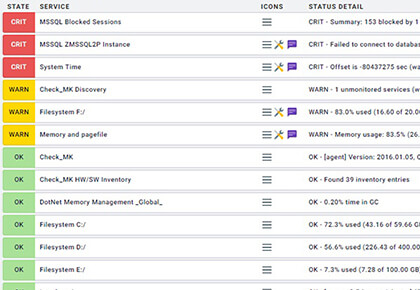 STATE SERVICE ICONS STATUS DETAIL
CRIT MSSQL Blocked Sessions CRIT - Summary: 153 blocked by 1
CRIT MSSQL ZMSSQL2P Instance CRIT - Failed to connect to databas
CRIT System Time CRIT - Offset is -80437275 sec (wa
WARN Check_MK Discovery WARN - 1 unmonitored services (w
WARN Filesystem F:/ WARN - 83.0% used (16.60 of 20.0
WARN Memory and pagefile WARN - Memory usage: 83.5% (26.
OK Check_MK OK - [agent] Version: 2016.01.05, C
OK Check_MK HW/SW Inventory OK - Found 39 inventory entries
OK DotNet Memory Management _Global_ OK - 0.20% time in GC
OK Filesystem C:/ OK - 72.3% used (43.16 of 59.66 G
OK Filesystem D:/ OK - 56.6% used (226.43 of 400.00
OK Filesystem E:/ OK - 7.3% used (7.28 of 100.00 GB